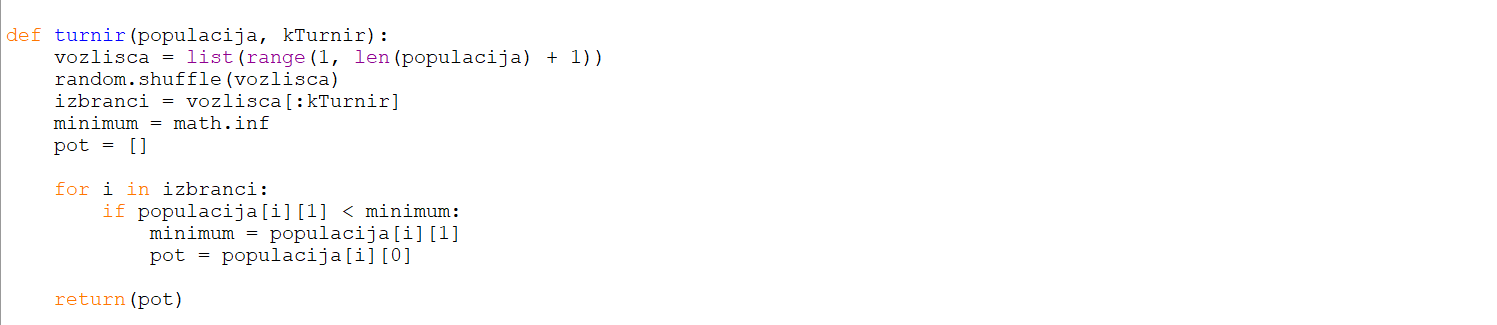 def turnir(populacija, kTurnir):
    vozlisca = list(range(1, len(populacija) + 1))
    random.shuffle(vozlisca)
    izbranci = vozlisca[:kTurnir]
    minimum = math.inf
    pot = []

    for i in izbranci:
        if populacija[i][1] < minimum:
            minimum = populacija[i][1]
            pot = populacija[i][0]

    return(pot)